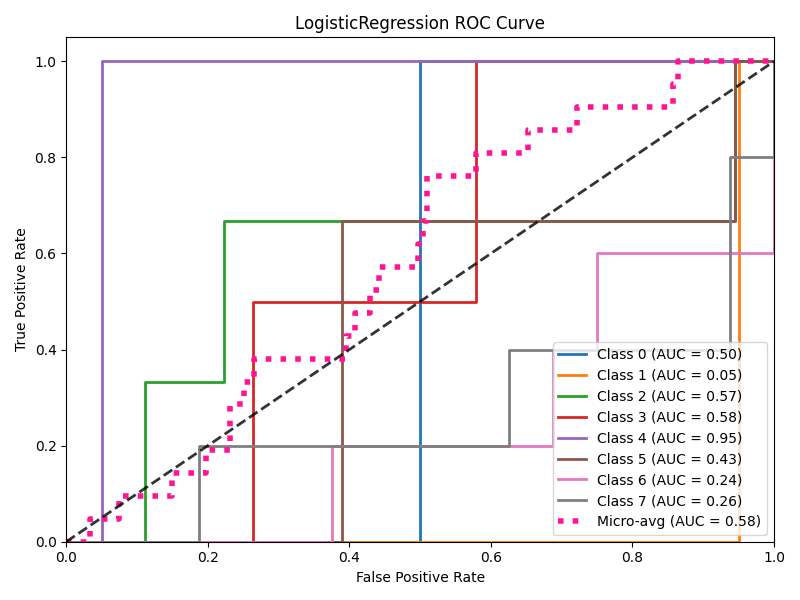 LogisticRegression ROC Curve
True Positive Rate
1.0
0.8
0.6
0.4
0.2
0.0
Class 0 (AUC = 0.50)
Class 1 (AUC = 0.05)
Class 2 (AUC = 0.57)
Class 3 (AUC = 0.58)
Class 4 (AUC = 0.95)
Class 5 (AUC = 0.43)
Class 6 (AUC = 0.24)
Class 7 (AUC = 0.26)
Micro-avg (AUC = 0.58)
0.0 0.2 0.4 0.6 0.8 1.0
False Positive Rate